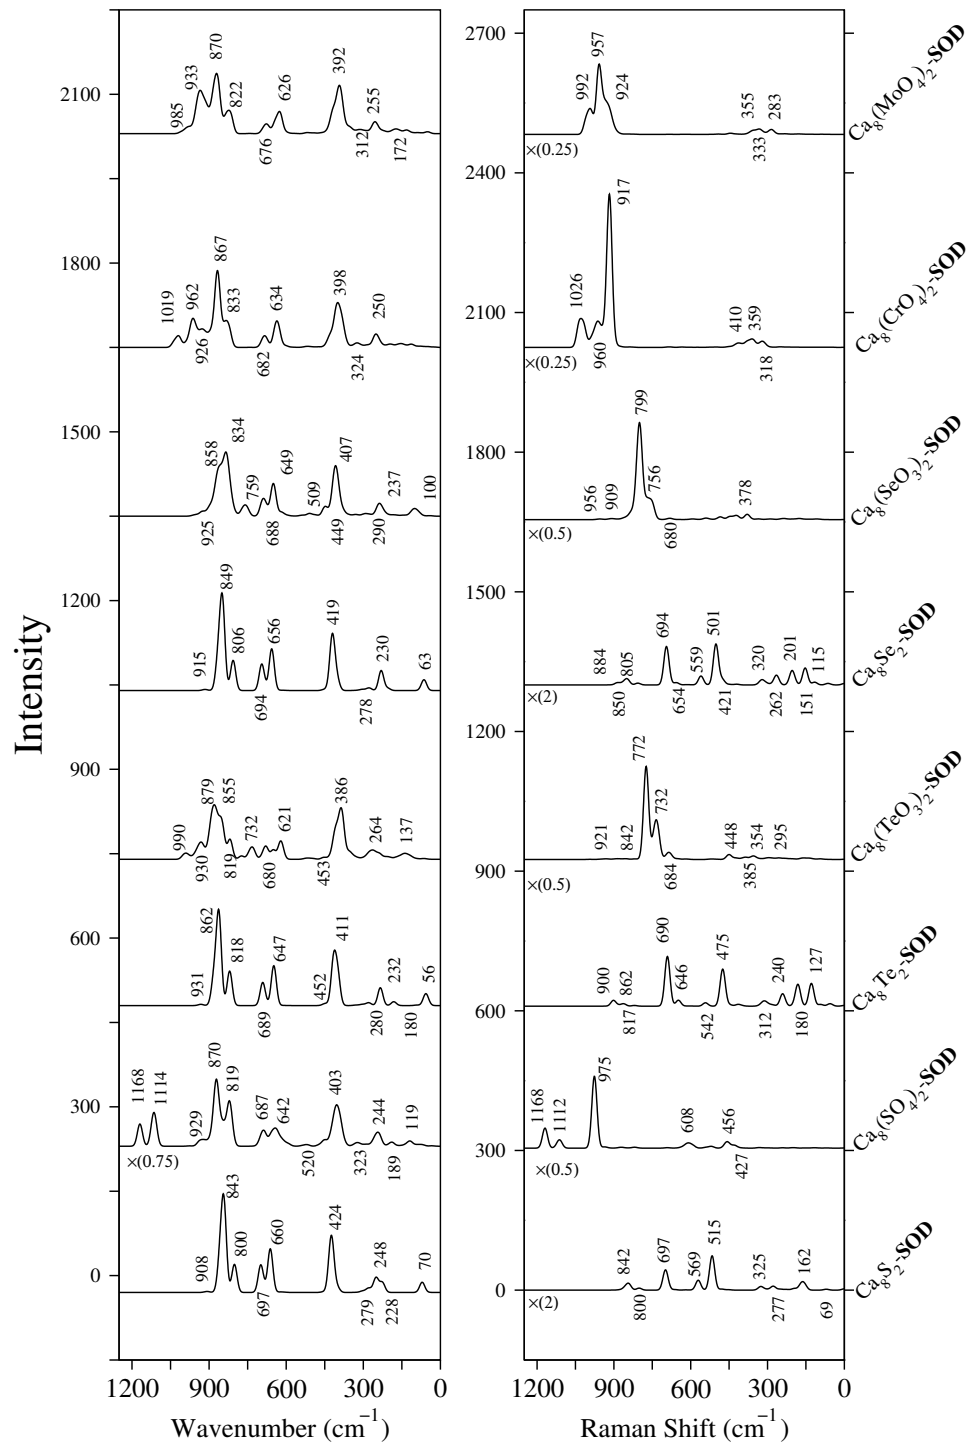 Intensity
2100
1800
1500
1200
900
600
300
0
985 933 870 822 676 626 392 312 255 172
1019 962 926 867 833 682 634 398 324 250
925 858 834 759 688 649 509 449 407 290 237 100
915 849 806 694 656 419 278 230 63
990 930 879 855 819 732 680 621 453 386 264 137
931 862 818 689 647 452 411 280 232 180 56
1168 1114 929 870 819 687 642 520 403 323 244 189 119
×(0.75)
908 843 800 697 660 424 279 248 228 70
1200 900 600 300 0
Wavenumber (cm⁻¹)
2700
2400
2100
1800
1500
1200
900
600
300
0
992 957 924 355 333 283
×(0.25)
Ca₈(MoO₄)₂-SOD
1026 960 917 410 359 318
×(0.25)
Ca₈(CrO₄)₂-SOD
956 909 799 756 680 378
×(0.5)
Ca₈(SeO₃)₂-SOD
884 850 805 694 654 559 501 421 320 262 201 151 115
×(2)
Ca₈Se₂-SOD
921 842 772 732 684 448 385 354 295
×(0.5)
Ca₈(TeO₃)₂-SOD
900 862 817 690 646 542 475 312 240 180 127
Ca₈Te₂-SOD
1168 1112 975 608 456 427
×(0.5)
Ca₈(SO₄)₂-SOD
842 800 697 569 515 325 277 162 69
×(2)
Ca₈S₂-SOD
1200 900 600 300 0
Raman Shift (cm⁻¹)